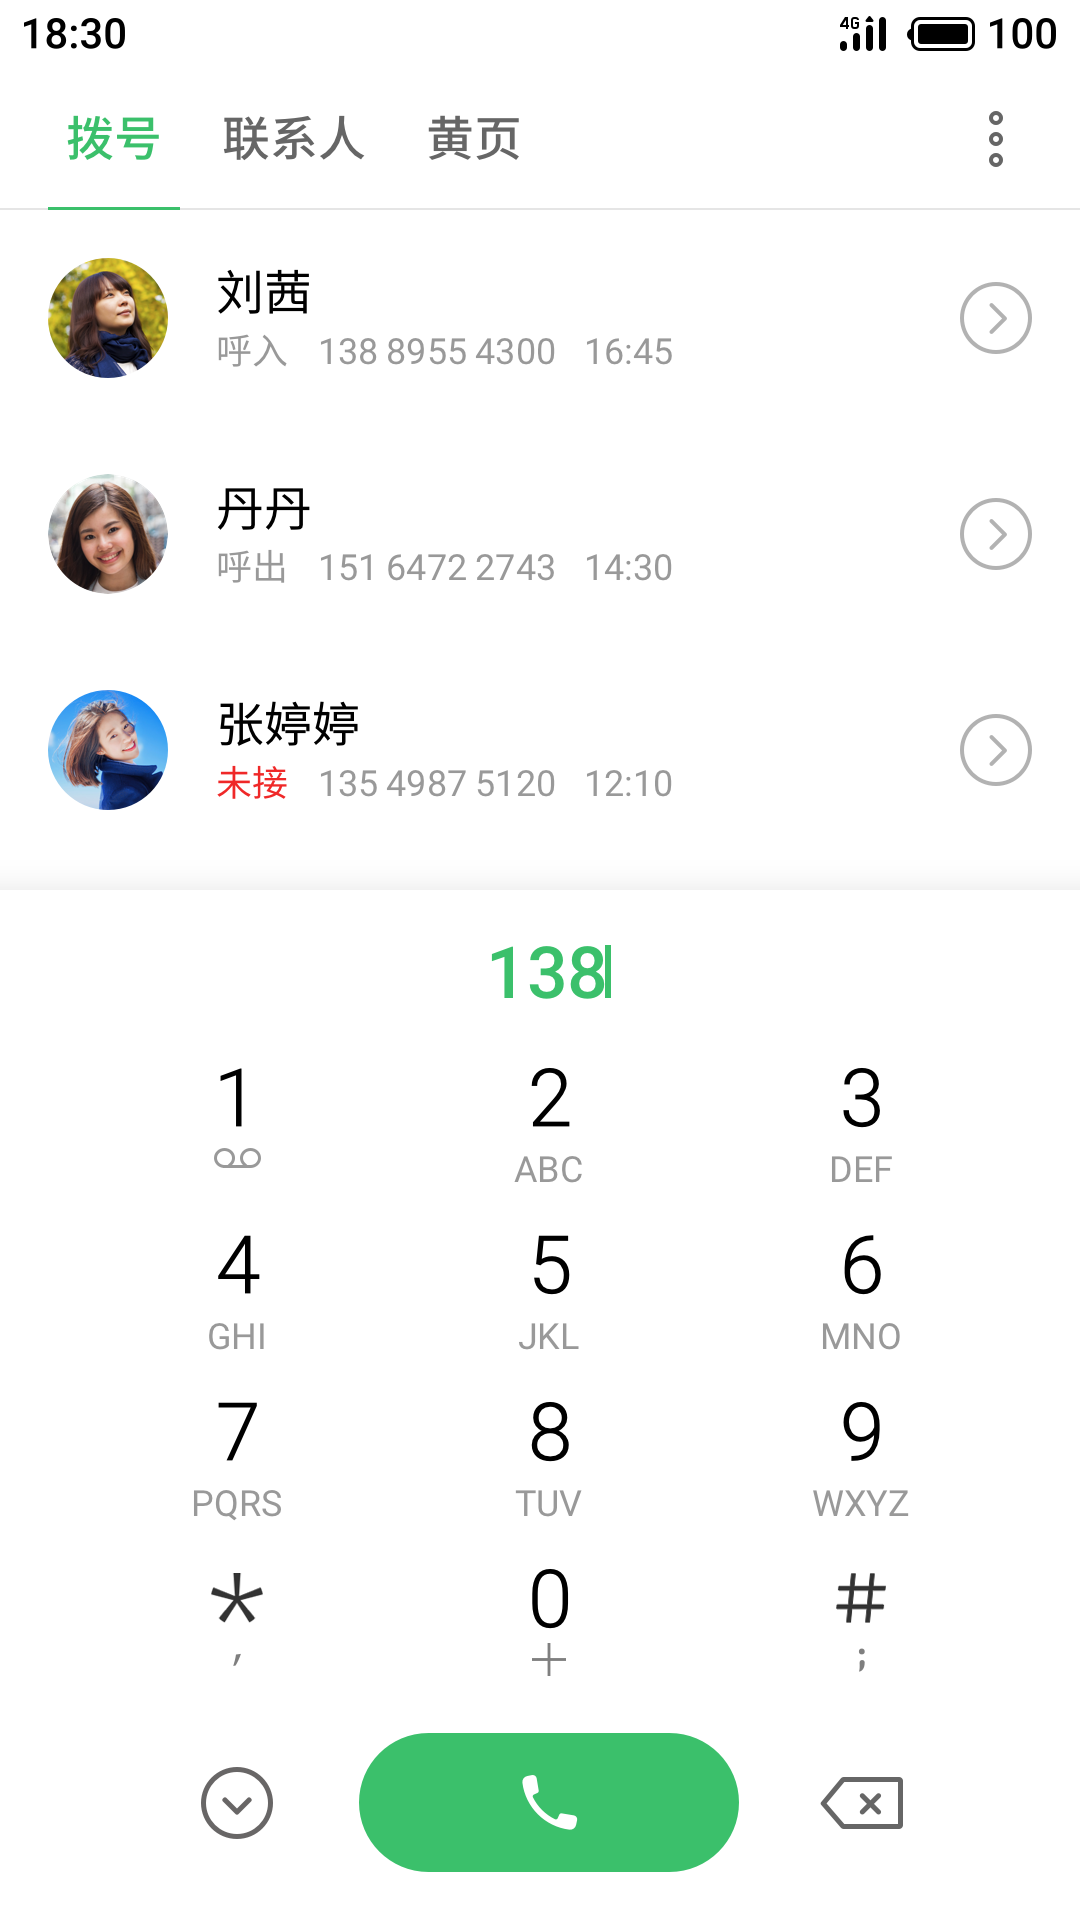 18:30 4G 100
拨号 联系人 黄页
刘茜
呼入 138 8955 4300 16:45
丹丹
呼出 151 6472 2743 14:30
张婷婷
未接 135 4987 5120 12:10
138
1 2 3
ABC DEF
4 5 6
GHI JKL MNO
7 8 9
PQRS TUV WXYZ
* 0 #
, + ;